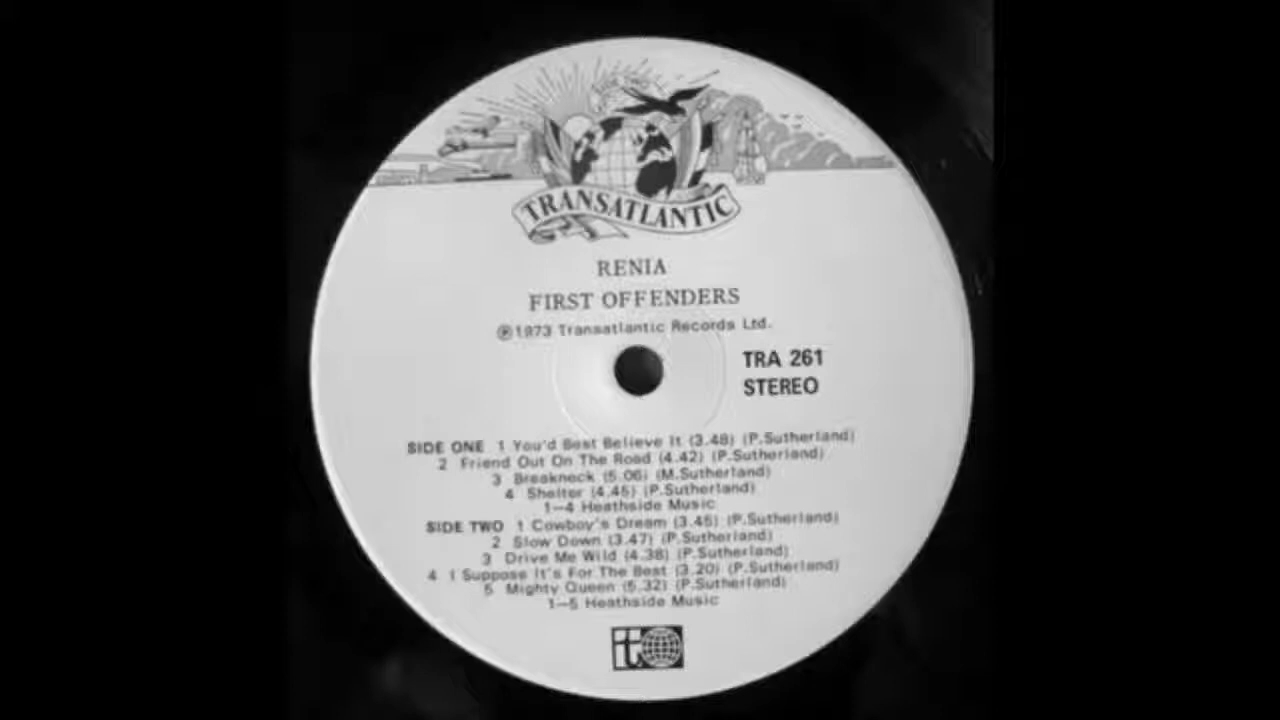 TRANSATLANTIC
RENIA
FIRST OFFENDERS
℗1973 Transatlantic Records Ltd.
TRA 261
STEREO
SIDE ONE 1 You'd Best Believe It (3.48) (P.Sutherland)
2 Friend Out On The Road (4.42) (P.Sutherland)
3 Breakneck (5.06) (M.Sutherland)
4 Shelter (4.45) (P.Sutherland)
1—4 Heathside Music
SIDE TWO 1 Cowboy's Dream (3.45) (P.Sutherland)
2 Slow Down (3.47) (P.Sutherland)
3 Drive Me Wild (4.38) (P.Sutherland)
4 I Suppose It's For The Best (3.20) (P.Sutherland)
5 Mighty Queen (5.32) (P.Sutherland)
1—5 Heathside Music
t